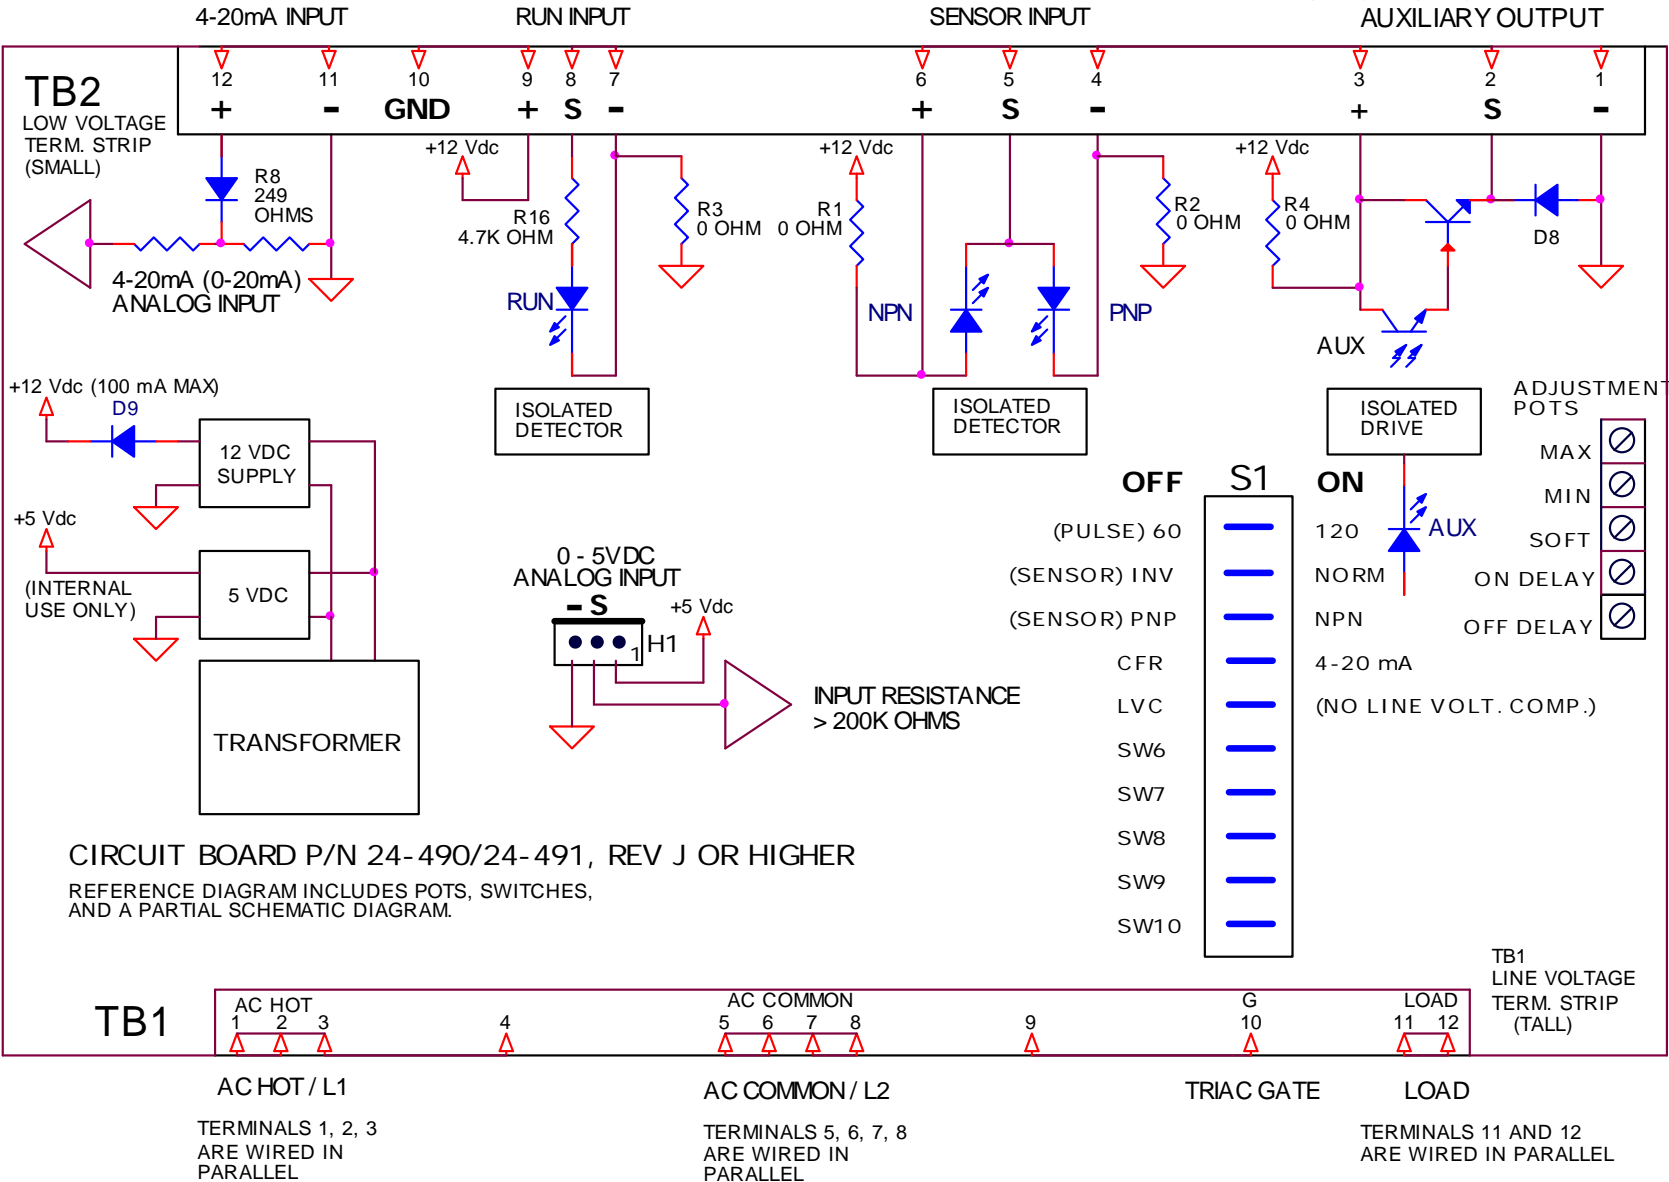 4-20mA INPUT RUN INPUT SENSOR INPUT AUXILIARY OUTPUT
12 11 10 9 8 7 6 5 4 3 2 1
+ - GND + S - + S - + S -
TB2
LOW VOLTAGE
TERM. STRIP
(SMALL)
+12 Vdc +12 Vdc +12 Vdc
R8
249
OHMS
R16
4.7K OHM
R3
0 OHM
R1
0 OHM
R2
0 OHM
R4
0 OHM
D8
4-20mA (0-20mA)
ANALOG INPUT
RUN
NPN
PNP
AUX
+12 Vdc (100 mA MAX)
D9
12 VDC
SUPPLY
ISOLATED
DETECTOR
ISOLATED
DETECTOR
ISOLATED
DRIVE
ADJUSTMENT
POTS
MAX
MIN
SOFT
ON DELAY
OFF DELAY
+5 Vdc
(INTERNAL
USE ONLY)
5 VDC
TRANSFORMER
0 - 5VDC
ANALOG INPUT
- S
+5 Vdc
1
H1
INPUT RESISTANCE
> 200K OHMS
OFF S1 ON
(PULSE) 60 120
AUX
(SENSOR) INV NORM
(SENSOR) PNP NPN
CFR 4-20 mA
LVC (NO LINE VOLT. COMP.)
SW6
SW7
SW8
SW9
SW10
CIRCUIT BOARD P/N 24-490/24-491, REV J OR HIGHER
REFERENCE DIAGRAM INCLUDES POTS, SWITCHES,
AND A PARTIAL SCHEMATIC DIAGRAM.
TB1
LINE VOLTAGE
TERM. STRIP
(TALL)
TB1
AC HOT AC COMMON G LOAD
1 2 3 4 5 6 7 8 9 10 11 12
AC HOT / L1 AC COMMON / L2 TRIAC GATE LOAD
TERMINALS 1, 2, 3
ARE WIRED IN
PARALLEL
TERMINALS 5, 6, 7, 8
ARE WIRED IN
PARALLEL
TERMINALS 11 AND 12
ARE WIRED IN PARALLEL